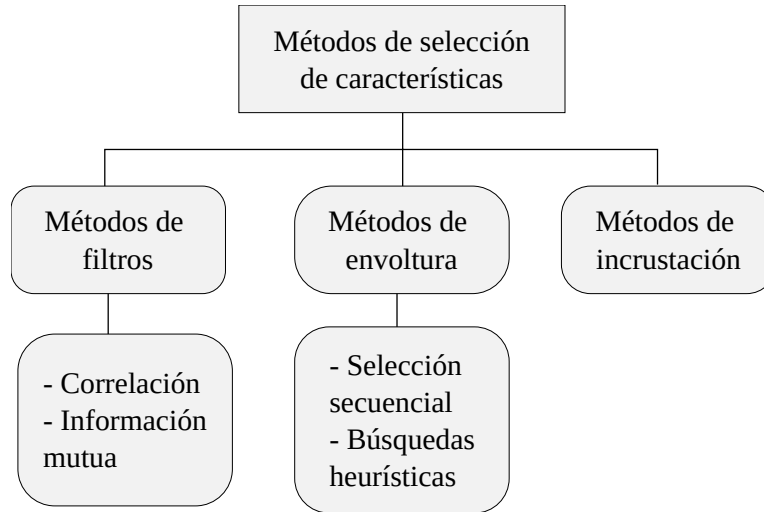 Métodos de selección
de características
Métodos de
filtros
Métodos de
envoltura
Métodos de
incrustación
- Correlación
- Información
mutua
- Selección
secuencial
- Búsquedas
heurísticas